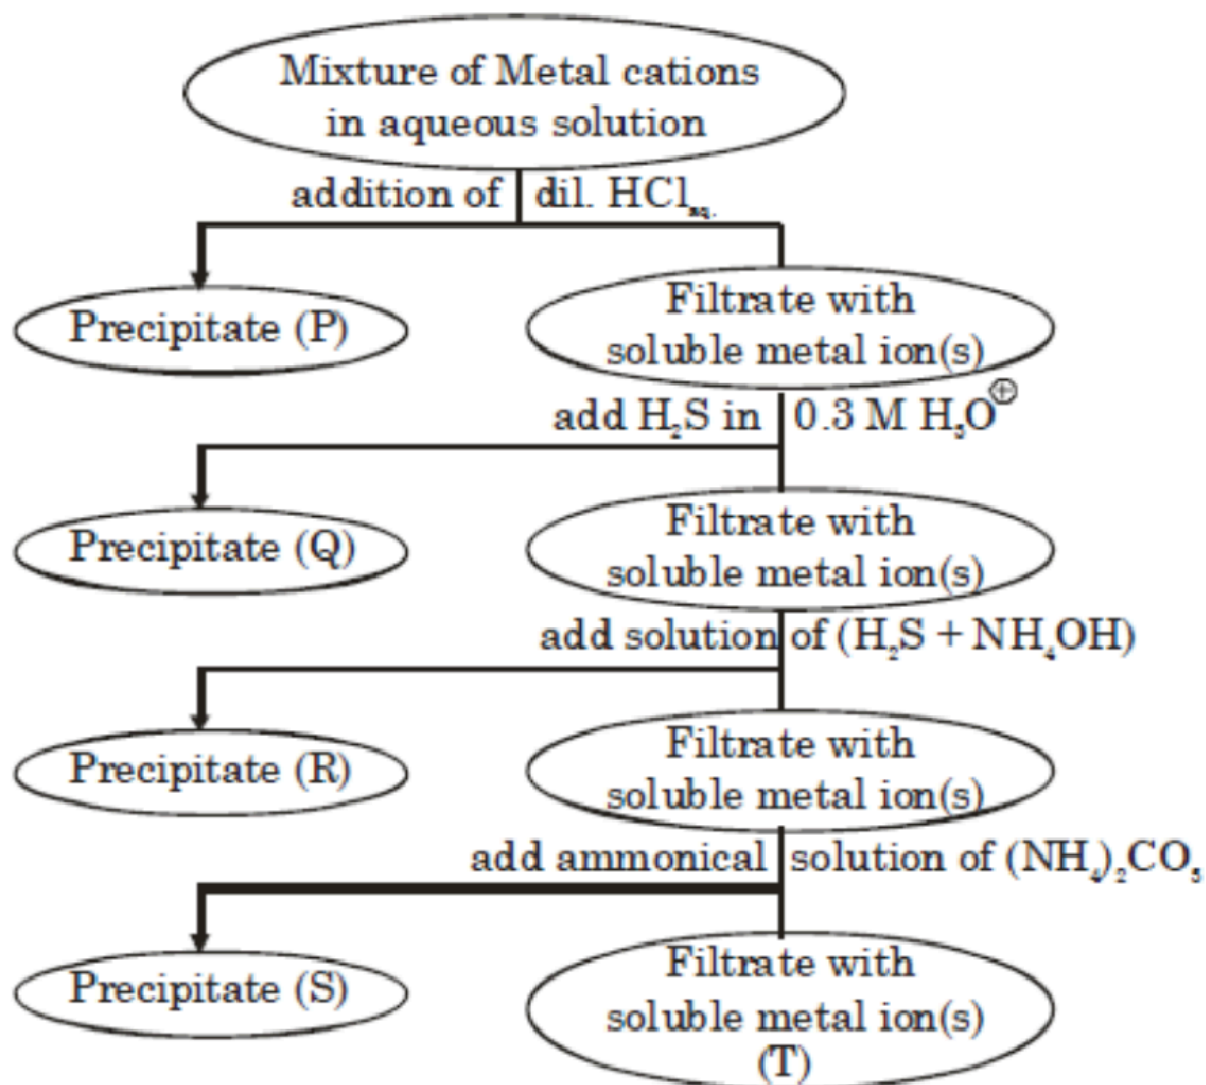 Mixture of Metal cations
in aqueous solution
addition of dil. HCl aq.
Precipitate (P)
Filtrate with
soluble metal ion(s)
add H₂S in 0.3 M H₃O⊕
Precipitate (Q)
Filtrate with
soluble metal ion(s)
add solution of (H₂S + NH₄OH)
Precipitate (R)
Filtrate with
soluble metal ion(s)
add ammonical solution of (NH₄)₂CO₃
Precipitate (S)
Filtrate with
soluble metal ion(s)
(T)